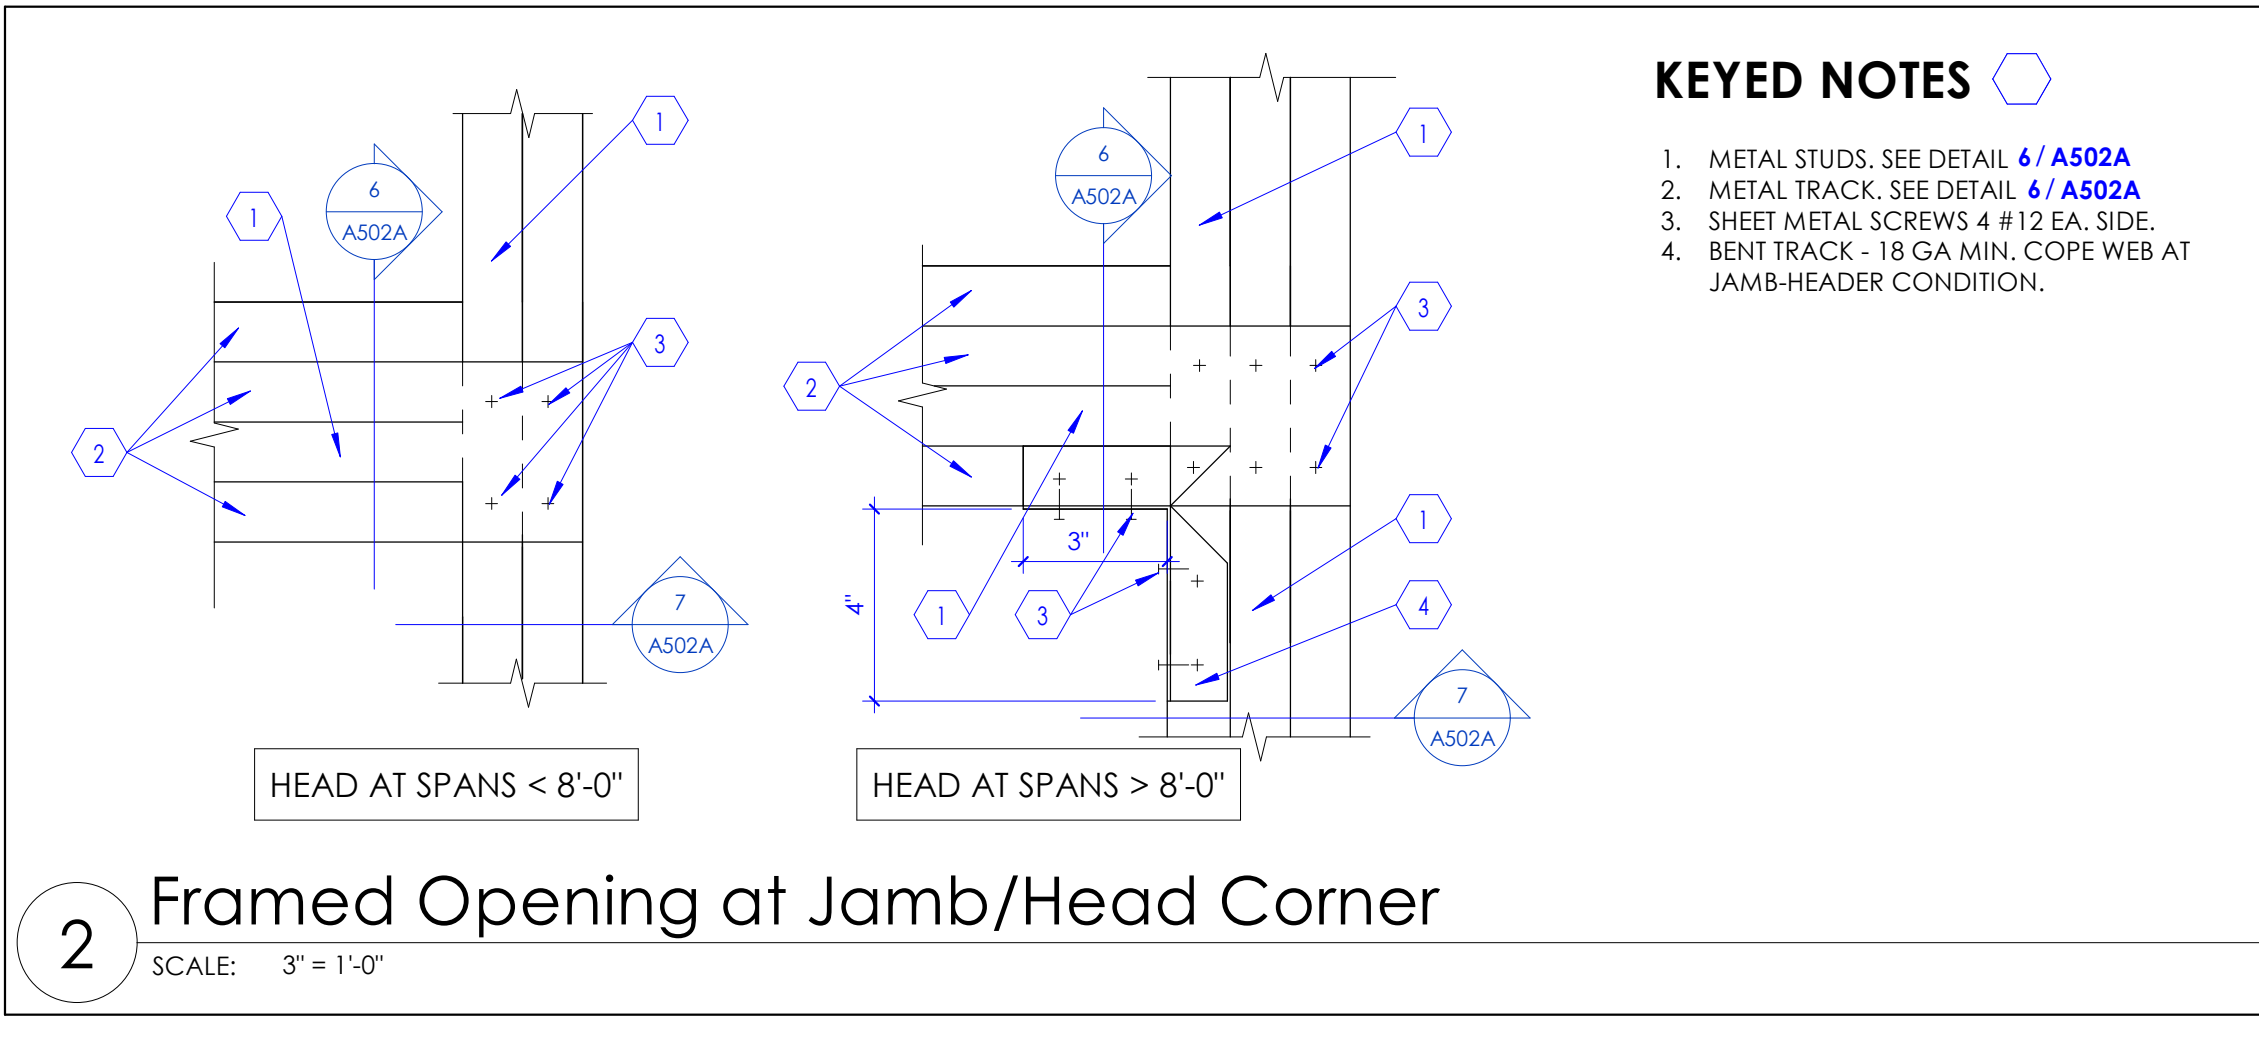 KEYED NOTES
1. METAL STUDS. SEE DETAIL 6/A502A
2. METAL TRACK. SEE DETAIL 6/A502A
3. SHEET METAL SCREWS 4 #12 EA. SIDE.
4. BENT TRACK - 18 GA MIN. COPE WEB AT
JAMB-HEADER CONDITION.
1
6
A502A
1
3
2
7
A502A
HEAD AT SPANS < 8'-0"
6
A502A
1
3
2
3"
4"
1
3
1
4
7
A502A
HEAD AT SPANS > 8'-0"
2
Framed Opening at Jamb/Head Corner
SCALE: 3" = 1'-0"